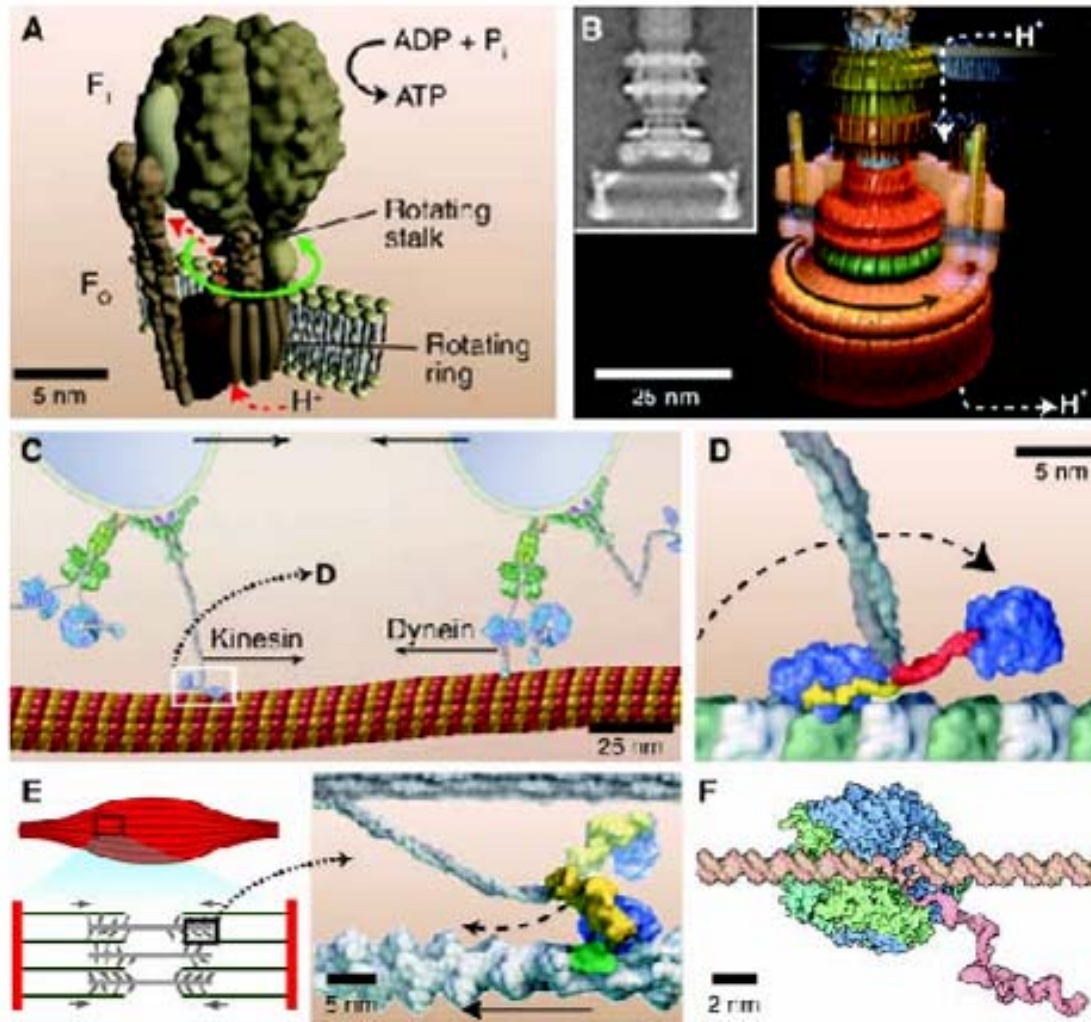 A
F1
FO
ADP + Pi
ATP
Rotating
stalk
Rotating
ring
H+
5 nm
B
H+
25 nm
H+
C
D
Kinesin
Dynein
25 nm
D
5 nm
E
5 nm
F
2 nm